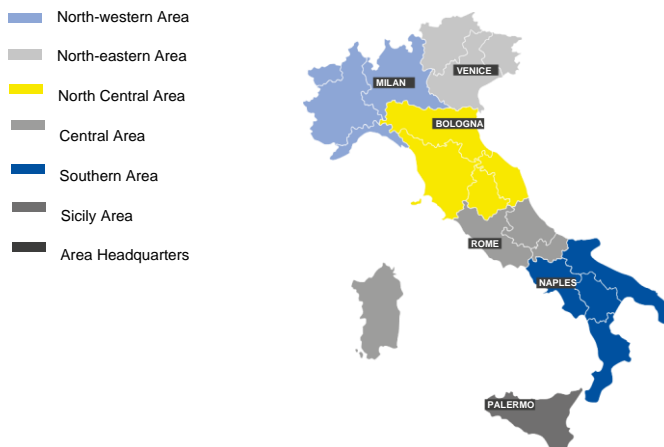 North-western Area
North-eastern Area
North Central Area
Central Area
Southern Area
Sicily Area
Area Headquarters
MILAN
VENICE
BOLOGNA
ROME
NAPLES
PALERMO